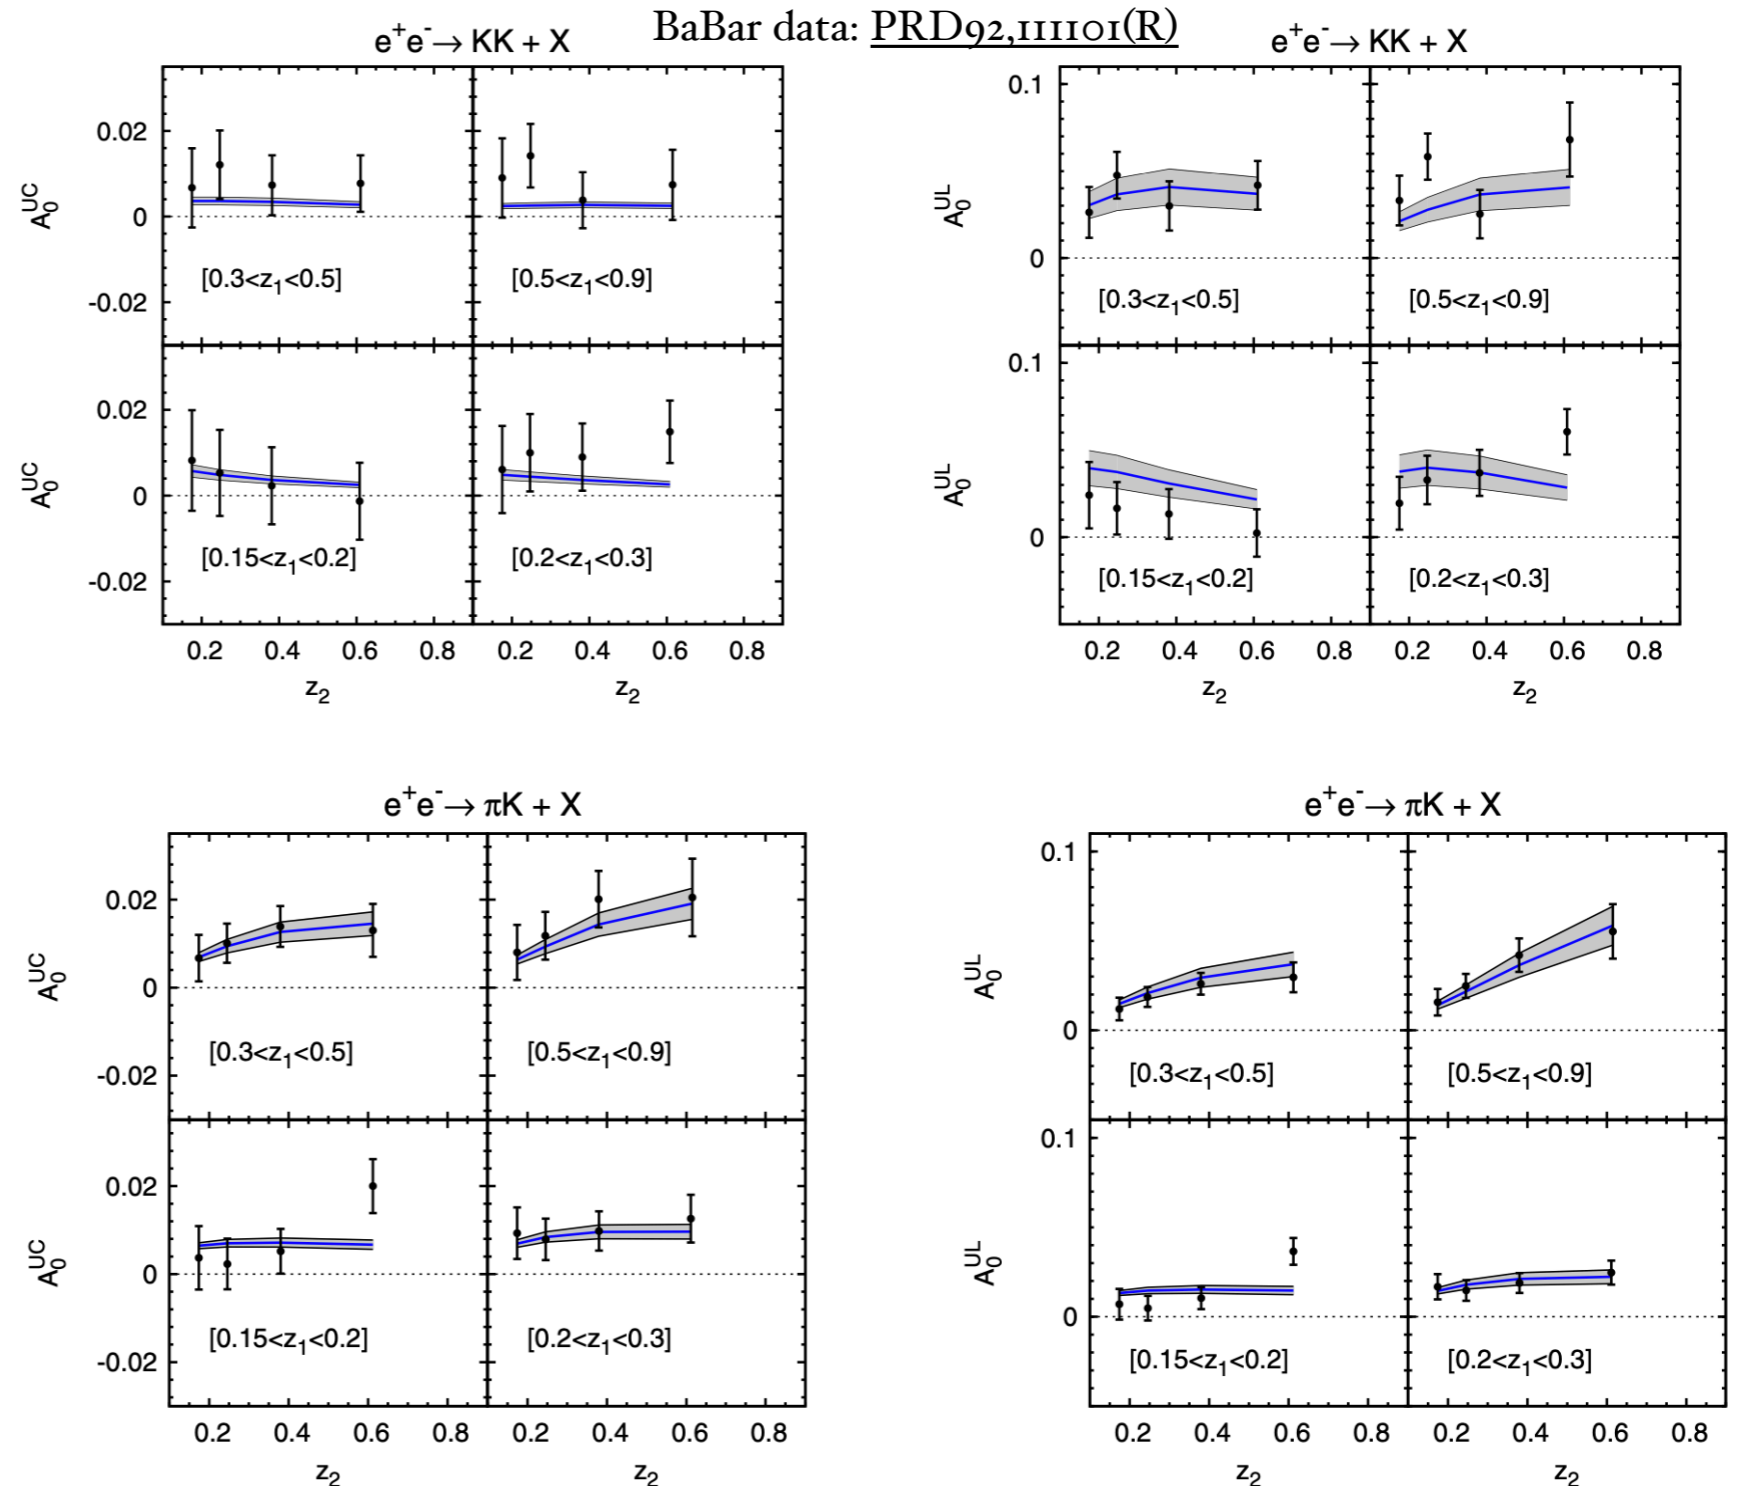 BaBar data: PRD92,111101(R)
e⁺e⁻→ KK + X
A₀^UC
0.02
0
-0.02
[0.3<z₁<0.5]
[0.5<z₁<0.9]
0.02
0
-0.02
A₀^UC
[0.15<z₁<0.2]
[0.2<z₁<0.3]
0.2 0.4 0.6 0.8 0.2 0.4 0.6 0.8
z₂ z₂
e⁺e⁻→ KK + X
A₀^UL
0.1
0
[0.3<z₁<0.5]
[0.5<z₁<0.9]
0.1
0
A₀^UL
[0.15<z₁<0.2]
[0.2<z₁<0.3]
0.2 0.4 0.6 0.8 0.2 0.4 0.6 0.8
z₂ z₂
e⁺e⁻→ πK + X
A₀^UC
0.02
0
-0.02
[0.3<z₁<0.5]
[0.5<z₁<0.9]
0.02
0
-0.02
A₀^UC
[0.15<z₁<0.2]
[0.2<z₁<0.3]
0.2 0.4 0.6 0.8 0.2 0.4 0.6 0.8
z₂ z₂
e⁺e⁻→ πK + X
A₀^UL
0.1
0
[0.3<z₁<0.5]
[0.5<z₁<0.9]
0.1
0
A₀^UL
[0.15<z₁<0.2]
[0.2<z₁<0.3]
0.2 0.4 0.6 0.8 0.2 0.4 0.6 0.8
z₂ z₂